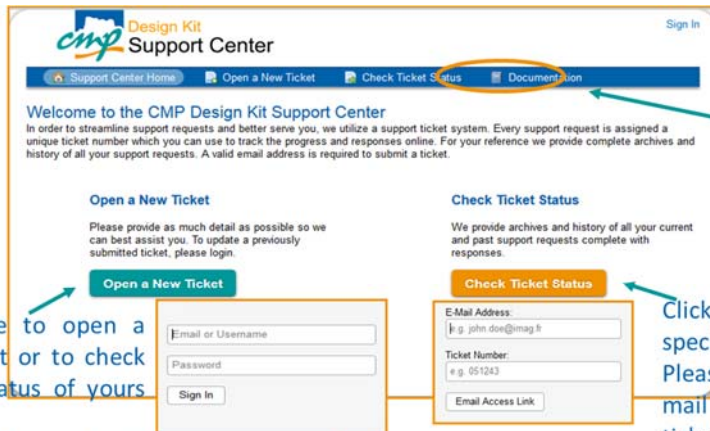 cmp
Design Kit
Support Center
Sign In
Support Center Home
Open a New Ticket
Check Ticket Status
Documentation
Welcome to the CMP Design Kit Support Center
In order to streamline support requests and better serve you, we utilize a support ticket system. Every support request is assigned a
unique ticket number which you can use to track the progress and responses online. For your reference we provide complete archives and
history of all your support requests. A valid email address is required to submit a ticket.
Open a New Ticket
Please provide as much detail as possible so we
can best assist you. To update a previously
submitted ticket, please login.
Open a New Ticket
Check Ticket Status
We provide archives and history of all your current
and past support requests complete with
responses.
Check Ticket Status
to open a
or to check
of yours
Email or Username
Password
Sign In
E-Mail Address:
e.g. john.doe@imag.fr
Ticket Number:
e.g. 051243
Email Access Link
Click
mail